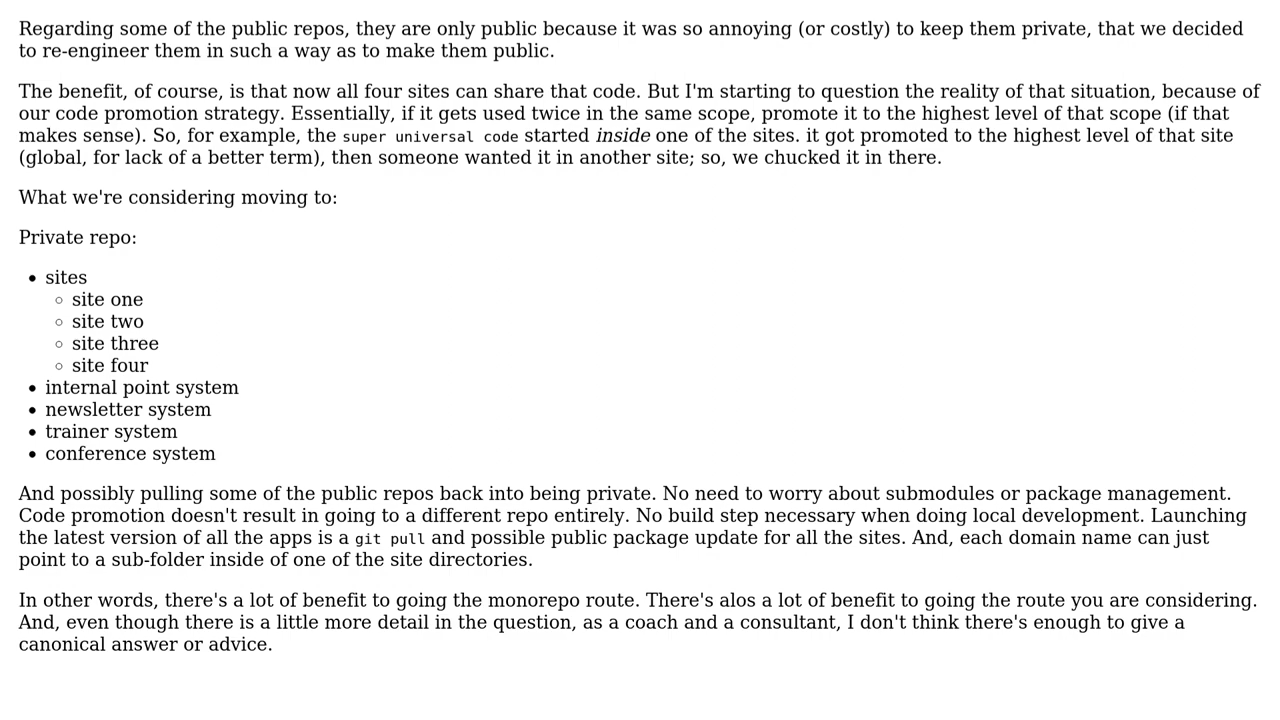 Regarding some of the public repos, they are only public because it was so annoying (or costly) to keep them private, that we decided
to re-engineer them in such a way as to make them public.
The benefit, of course, is that now all four sites can share that code. But I'm starting to question the reality of that situation, because of
our code promotion strategy. Essentially, if it gets used twice in the same scope, promote it to the highest level of that scope (if that
makes sense). So, for example, the super universal code started inside one of the sites. it got promoted to the highest level of that site
(global, for lack of a better term), then someone wanted it in another site; so, we chucked it in there.
What we're considering moving to:
Private repo:
• sites
◦ site one
◦ site two
◦ site three
◦ site four
• internal point system
• newsletter system
• trainer system
• conference system
And possibly pulling some of the public repos back into being private. No need to worry about submodules or package management.
Code promotion doesn't result in going to a different repo entirely. No build step necessary when doing local development. Launching
the latest version of all the apps is a git pull and possible public package update for all the sites. And, each domain name can just
point to a sub-folder inside of one of the site directories.
In other words, there's a lot of benefit to going the monorepo route. There's alos a lot of benefit to going the route you are considering.
And, even though there is a little more detail in the question, as a coach and a consultant, I don't think there's enough to give a
canonical answer or advice.